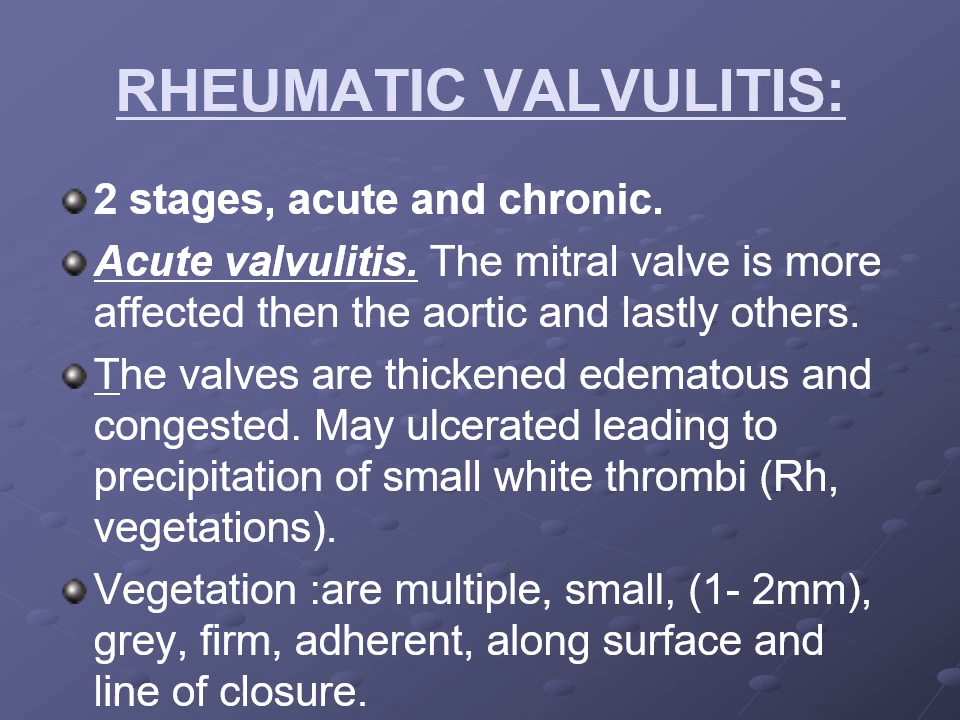 RHEUMATIC VALVULITIS:
2 stages, acute and chronic.
Acute valvulitis. The mitral valve is more
affected then the aortic and lastly others.
The valves are thickened edematous and
congested. May ulcerated leading to
precipitation of small white thrombi (Rh,
vegetations).
Vegetation :are multiple, small, (1- 2mm),
grey, firm, adherent, along surface and
line of closure.